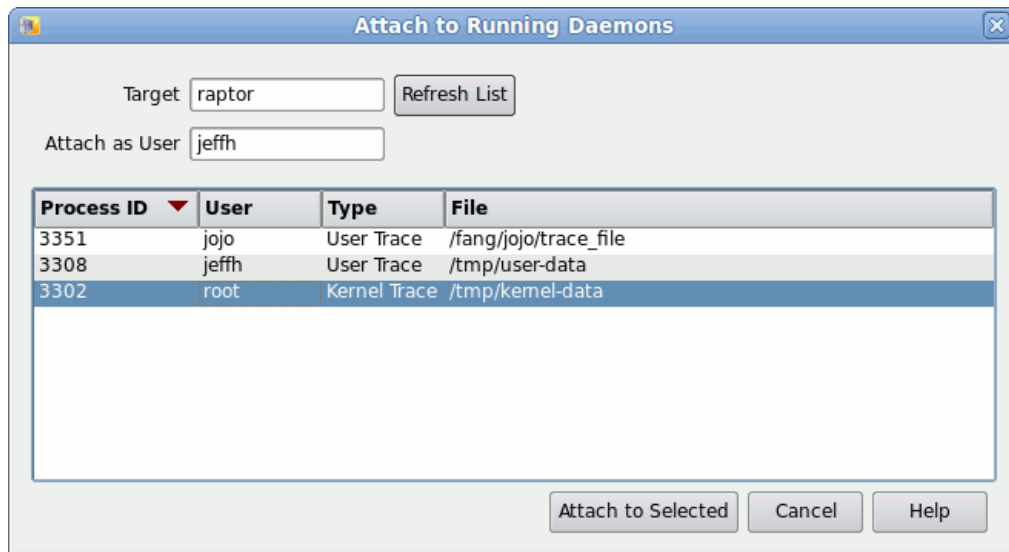 Attach to Running Daemons
Target raptor Refresh List
Attach as User jeffh
Process ID User Type File
3351 jojo User Trace /fang/jojo/trace_file
3308 jeffh User Trace /tmp/user-data
3302 root Kernel Trace /tmp/kernel-data
Attach to Selected Cancel Help